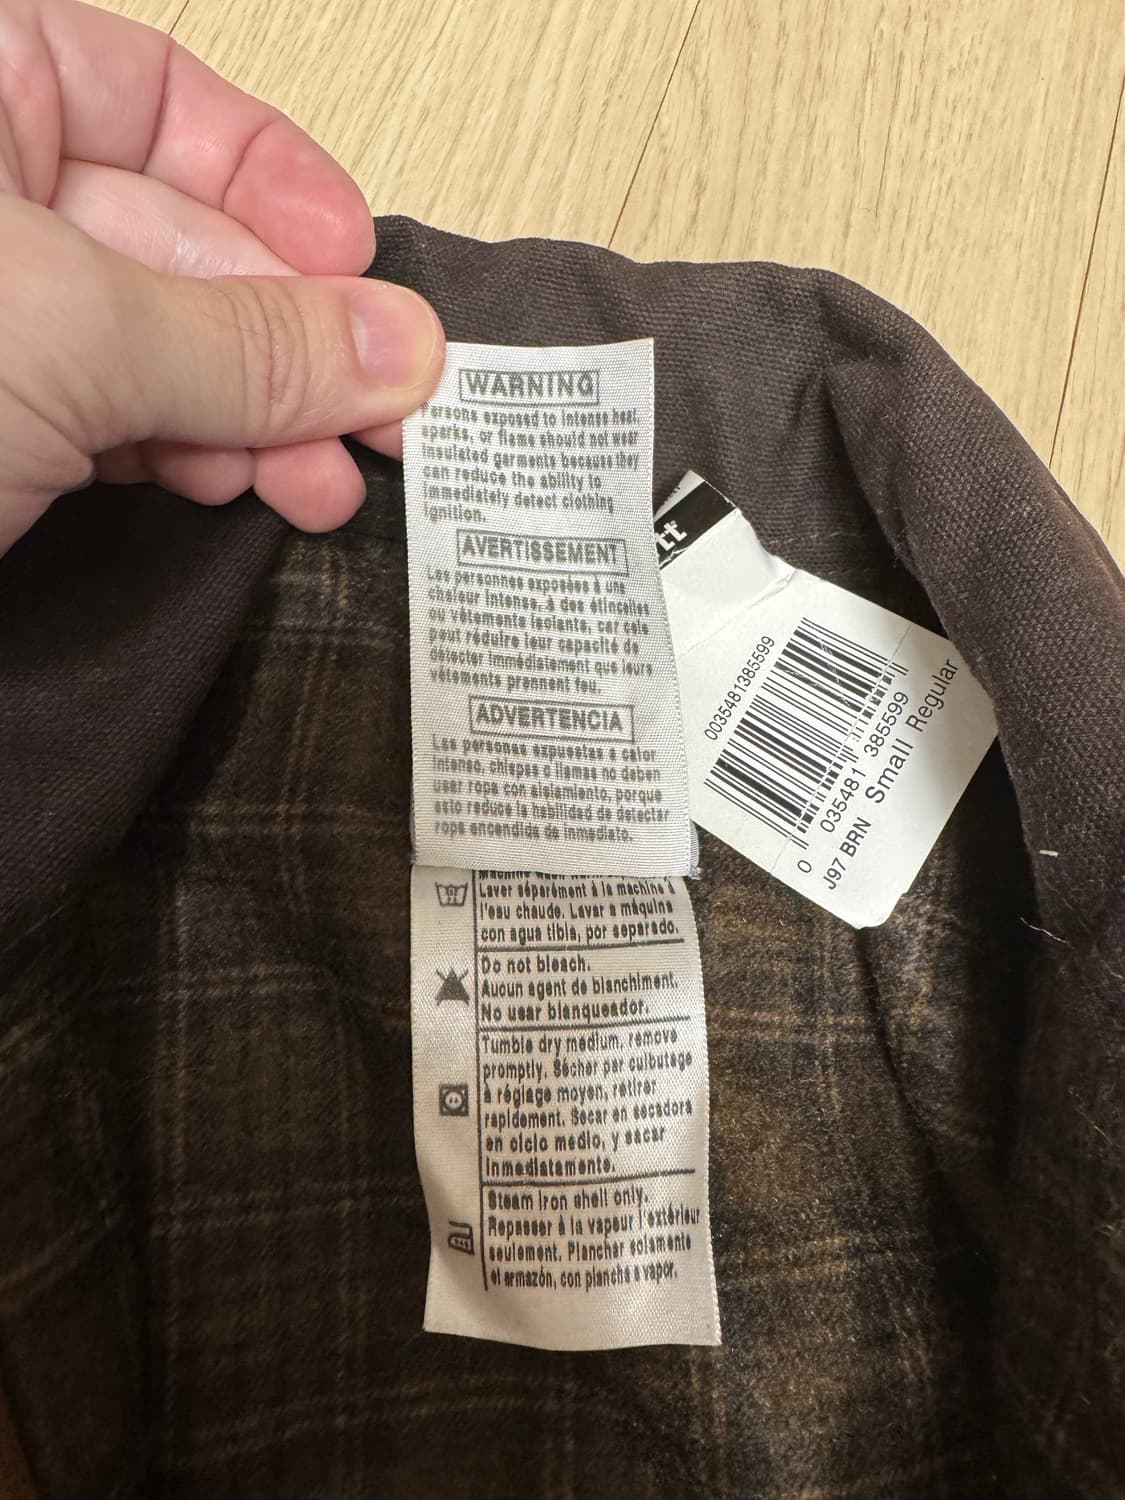 WARNING
Persons exposed to intense heat,
sparks, or flame should not wear
insulated garments because they
can reduce the ability to
immediately detect clothing
ignition.
AVERTISSEMENT
Les personnes exposées à une
chaleur intense, à des étincelles
ou vêtements isolants, car cela
peut réduire leur capacité de
détecter immédiatement que leurs
vêtements prennent feu.
ADVERTENCIA
Las personas expuestas a calor
intenso, chispas o llamas no deben
usar ropa con aislamiento, porque
esto reduce la habilidad de detectar
ropa encendida de inmediato.
Laver séparément à la machine à
l'eau chaude. Lavar a máquina
con agua tibia, por separado.
Do not bleach.
Aucun agent de blanchiment.
No usar blanqueador.
Tumble dry medium, remove
promptly. Sécher par culbutage
à réglage moyen, retirer
rapidement. Secar en secadora
en ciclo medio, y sacar
inmediatamente.
Steam iron shell only.
Repasser à la vapeur l'extérieur
seulement. Planchar solamente
el armazón, con plancha a vapor.
0035481385599
0 035481 385599
J97 BRN Small Regular